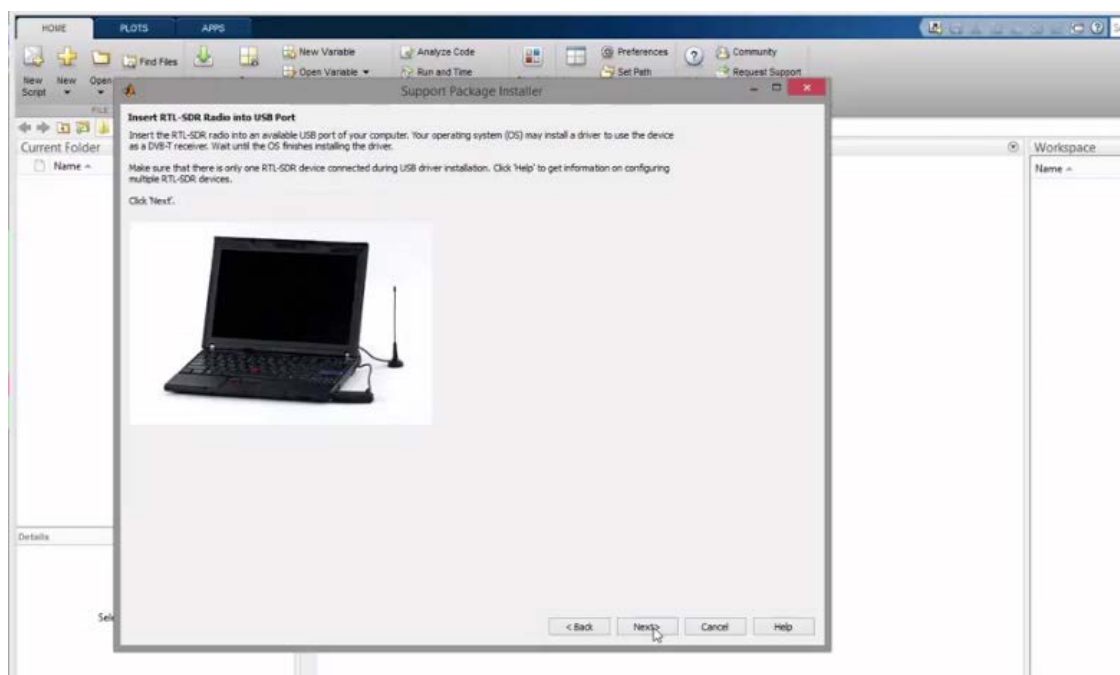 HOME PLOTS APPS
Find Files
New Variable
Analyze Code
Preferences
Community
New New Open
Open Variable
Run and Time
Set Path
Request Support
Script
FILE
Support Package Installer
Current Folder
Workspace
Name
Name
Insert RTL-SDR Radio into USB Port
Insert the RTL-SDR radio into an available USB port of your computer. Your operating system (OS) may install a driver to use the device
as a DVB-T receiver. Wait until the OS finishes installing the driver.
Make sure that there is only one RTL-SDR device connected during USB driver installation. Click 'Help' to get information on configuring
multiple RTL-SDR devices.
Click 'Next'.
Details
Sele
< Back Next > Cancel Help